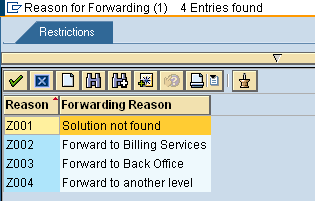 Reason for Forwarding (1) 4 Entries found
Restrictions
Reason Forwarding Reason
Z001 Solution not found
Z002 Forward to Billing Services
Z003 Forward to Back Office
Z004 Forward to another level